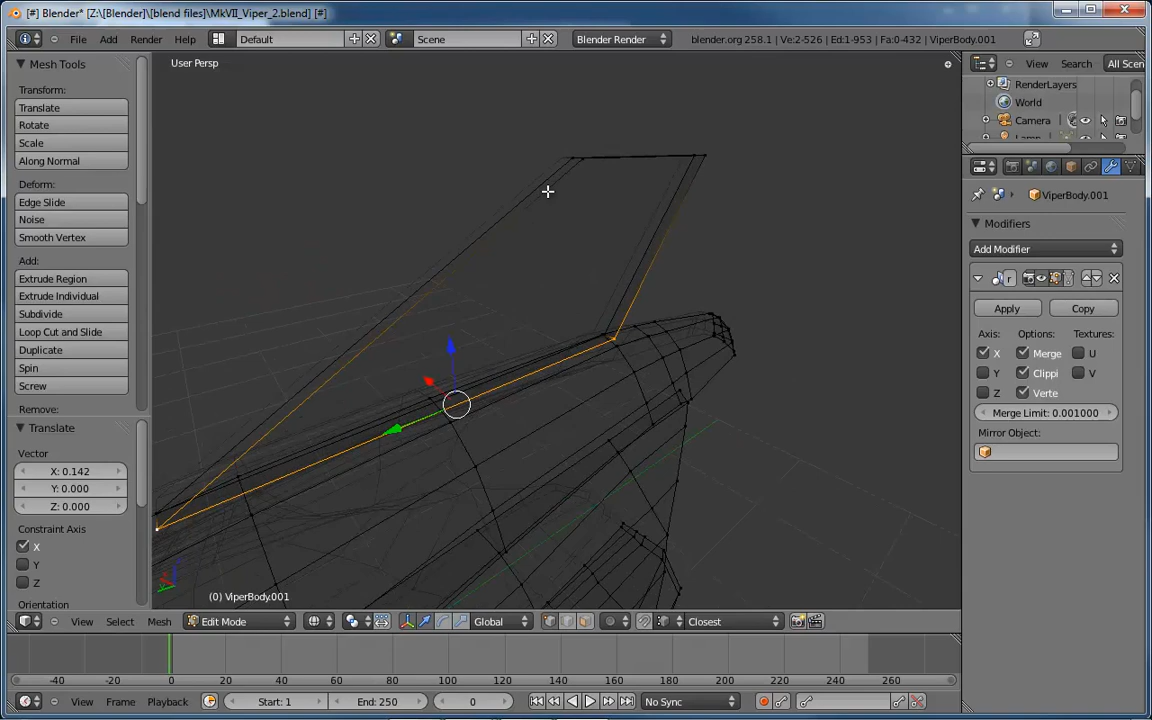 [#] Blender* [Z:\[Blender]\[blend files]\MkVII_Viper_2.blend] [#]
File Add Render Help Default Scene Blender Render blender.org 258.1 | Ve:2-526 | Ed:1-953 | Fa:0-432 | ViperBody.001
Mesh Tools
Transform:
Translate
Rotate
Scale
Along Normal
Deform:
Edge Slide
Noise
Smooth Vertex
Add:
Extrude Region
Extrude Individual
Subdivide
Loop Cut and Slide
Duplicate
Spin
Screw
Remove:
Translate
Vector
X: 0.142
Y: 0.000
Z: 0.000
Constraint Axis
X
Y
Z
Orientation
User Persp
(0) ViperBody.001
View Search All Scen
RenderLayers
World
Camera
ViperBody.001
Modifiers
Add Modifier
Apply Copy
Axis: Options: Textures:
X Merge U
Y Clippi V
Z Verte
Merge Limit: 0.001000
Mirror Object:
View Select Mesh Edit Mode Global Closest
-40 -20 0 20 40 60 80 100 120 140 160 180 200 220 240 260 280
View Frame Playback Start: 1 End: 250 0 No Sync